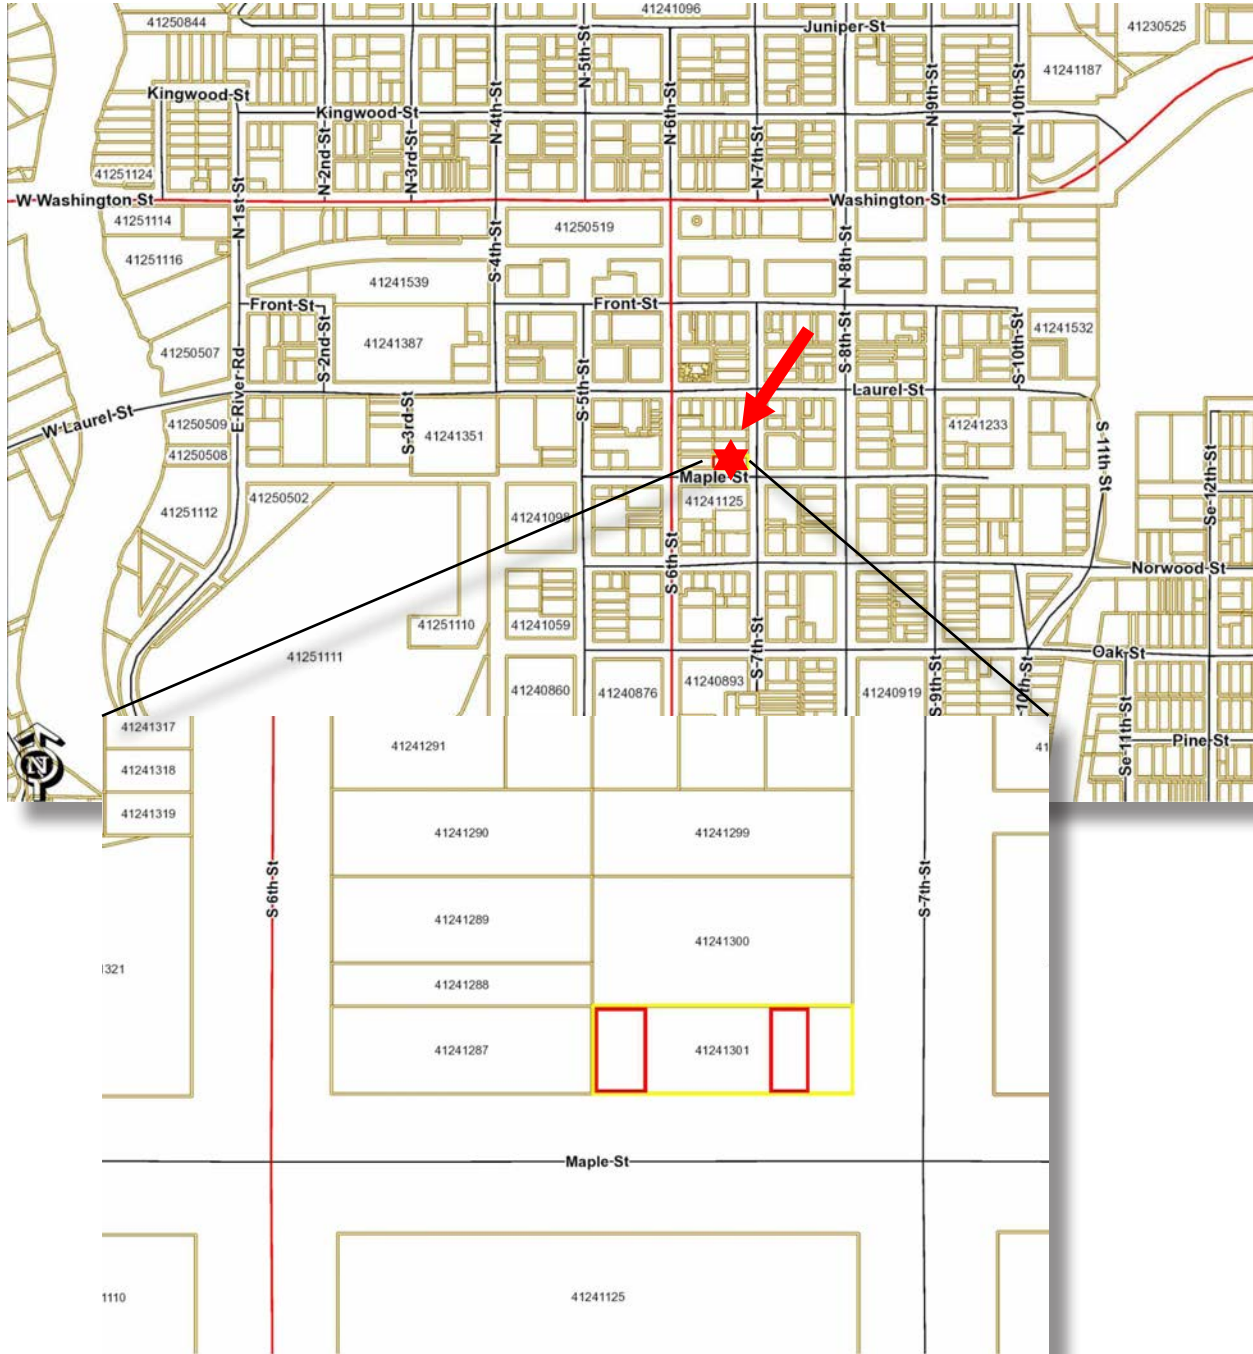 41241096
41250844
Juniper St
41230525
N 5th St
41241187
Kingwood St
N 4th St
N 6th St
N 9th St
N 10th St
Kingwood St
N 2nd St
N 3rd St
N 7th St
41251124
W Washington St
N 1st St
Washington St
41251114
41250519
S 4th St
N 8th St
41251116
41241539
Front St
Front St
S 2nd St
S 8th St
S 10th St
41241532
41241387
41250507
E River Rd
S 5th St
Laurel St
W Laurel St
S 3rd St
41250509
41241351
41241233
S 11th St
41250508
Maple St
Se 12th St
41250502
41241125
41251112
41241098
S 6th St
Norwood St
41251110
41241059
S 7th St
41251111
Oak St
41240860
41240876
41240893
41240919
S 9th St
10th St
Se 11th St
Pine St
N
41241317
41241291
41
41241318
41241319
41241290
41241299
S 6th St
S 7th St
41241289
41241300
1321
41241288
41241287
41241301
Maple St
1110
41241125